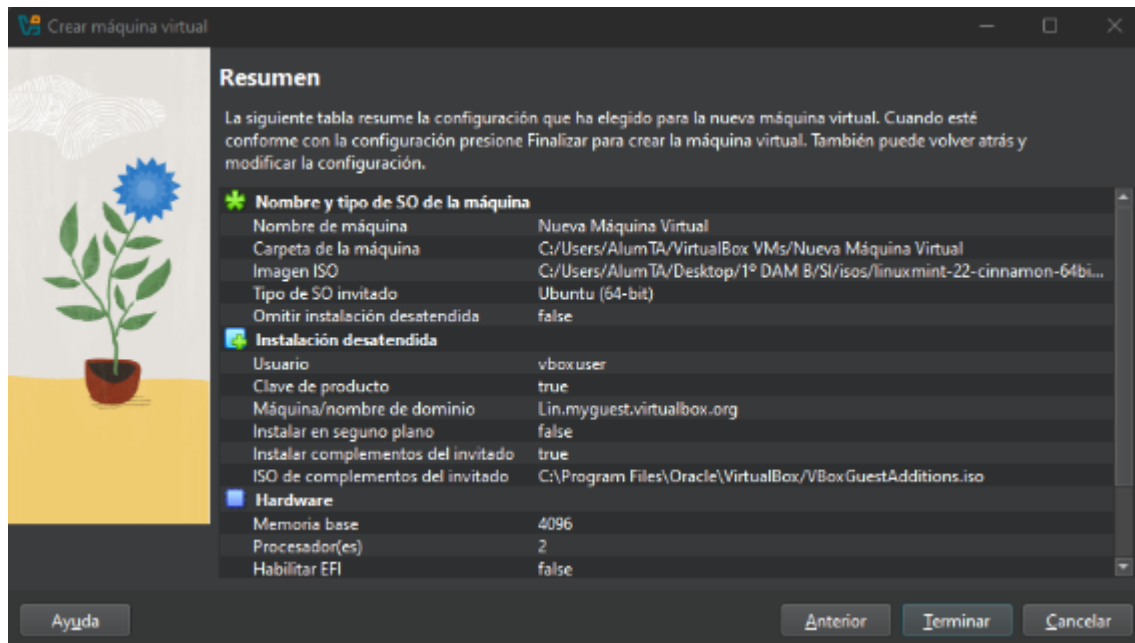 Crear máquina virtual
Resumen
La siguiente tabla resume la configuración que ha elegido para la nueva máquina virtual. Cuando esté
conforme con la configuración presione Finalizar para crear la máquina virtual. También puede volver atrás y
modificar la configuración.
Nombre y tipo de SO de la máquina
Nombre de máquina Nueva Máquina Virtual
Carpeta de la máquina C:/Users/AlumTA/VirtualBox VMs/Nueva Máquina Virtual
Imagen ISO C:/Users/AlumTA/Desktop/1º DAM B/SI/isos/linuxmint-22-cinnamon-64bi...
Tipo de SO invitado Ubuntu (64-bit)
Omitir instalación desatendida false
Instalación desatendida
Usuario vboxuser
Clave de producto true
Máquina/nombre de dominio Lin.myguest.virtualbox.org
Instalar en seguno plano false
Instalar complementos del invitado true
ISO de complementos del invitado C:\Program Files\Oracle\VirtualBox/VBoxGuestAdditions.iso
Hardware
Memoria base 4096
Procesador(es) 2
Habilitar EFI false
Ayuda Anterior Terminar Cancelar